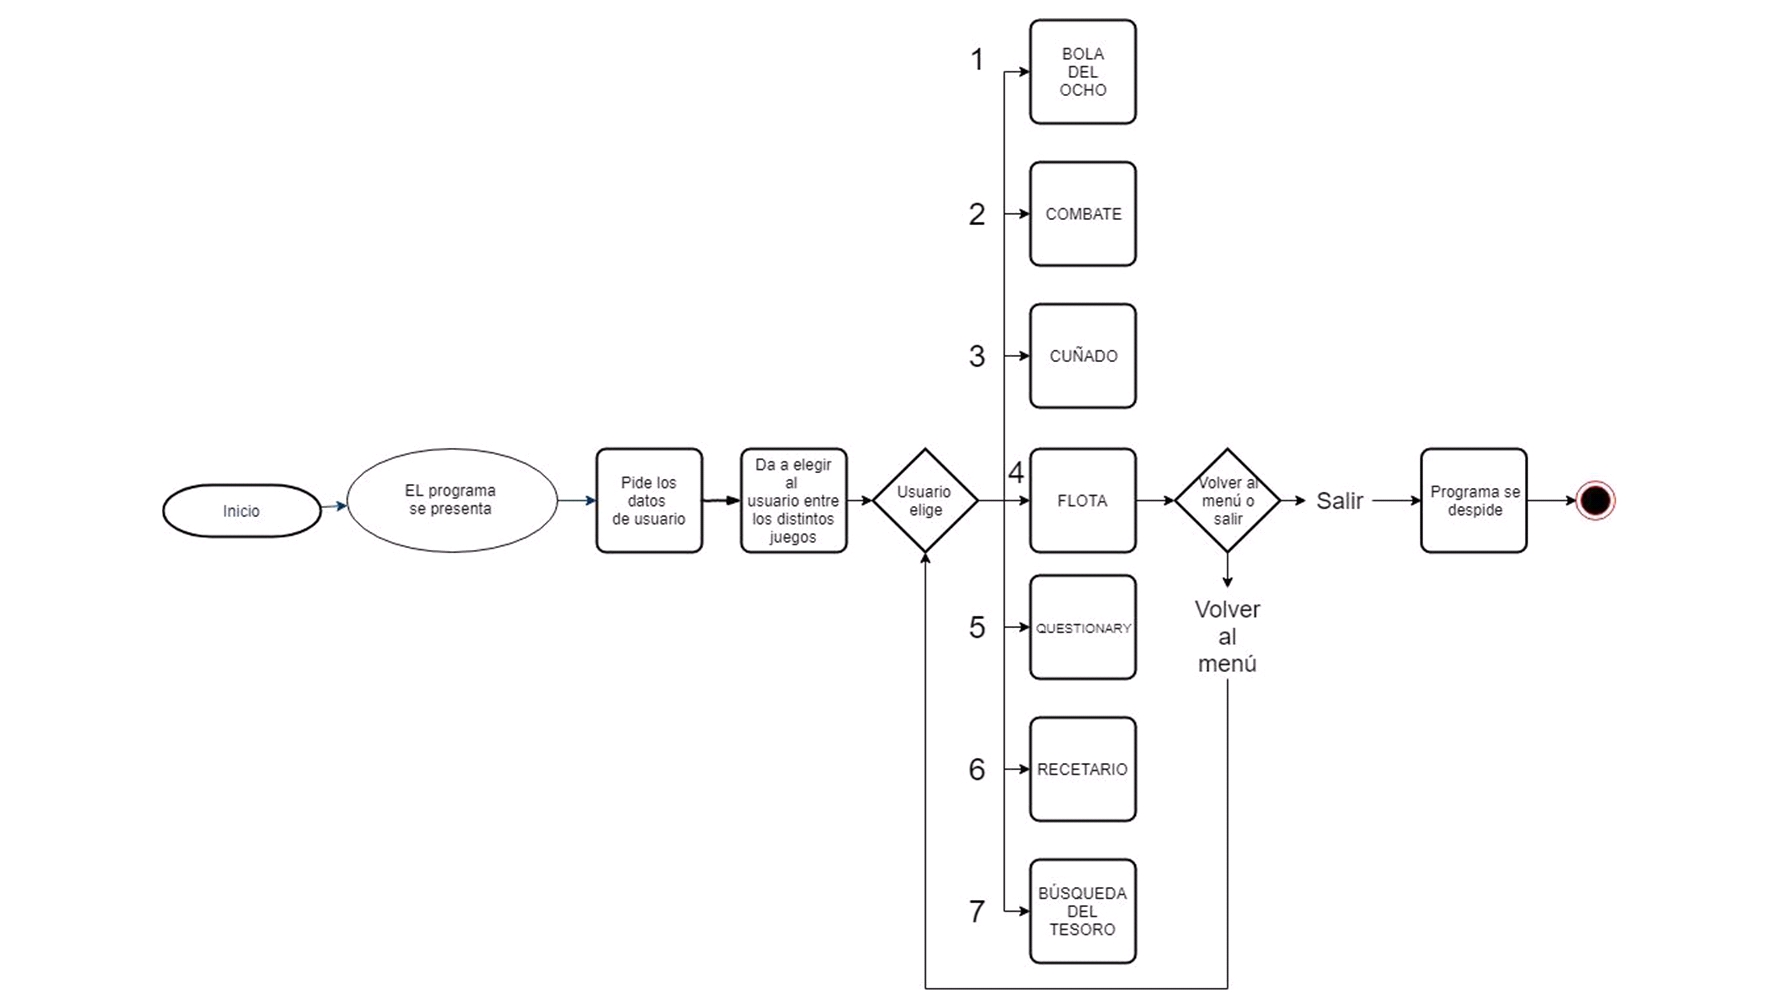 1
BOLA
DEL
OCHO
2
COMBATE
3
CUÑADO
Inicio
EL programa
se presenta
Pide los
datos
de usuario
Da a elegir
al
usuario entre
los distintos
juegos
Usuario
elige
4
FLOTA
Volver al
menú o
salir
Salir
Programa se
despide
Volver
al
menú
5
QUESTIONARY
6
RECETARIO
7
BÚSQUEDA
DEL
TESORO